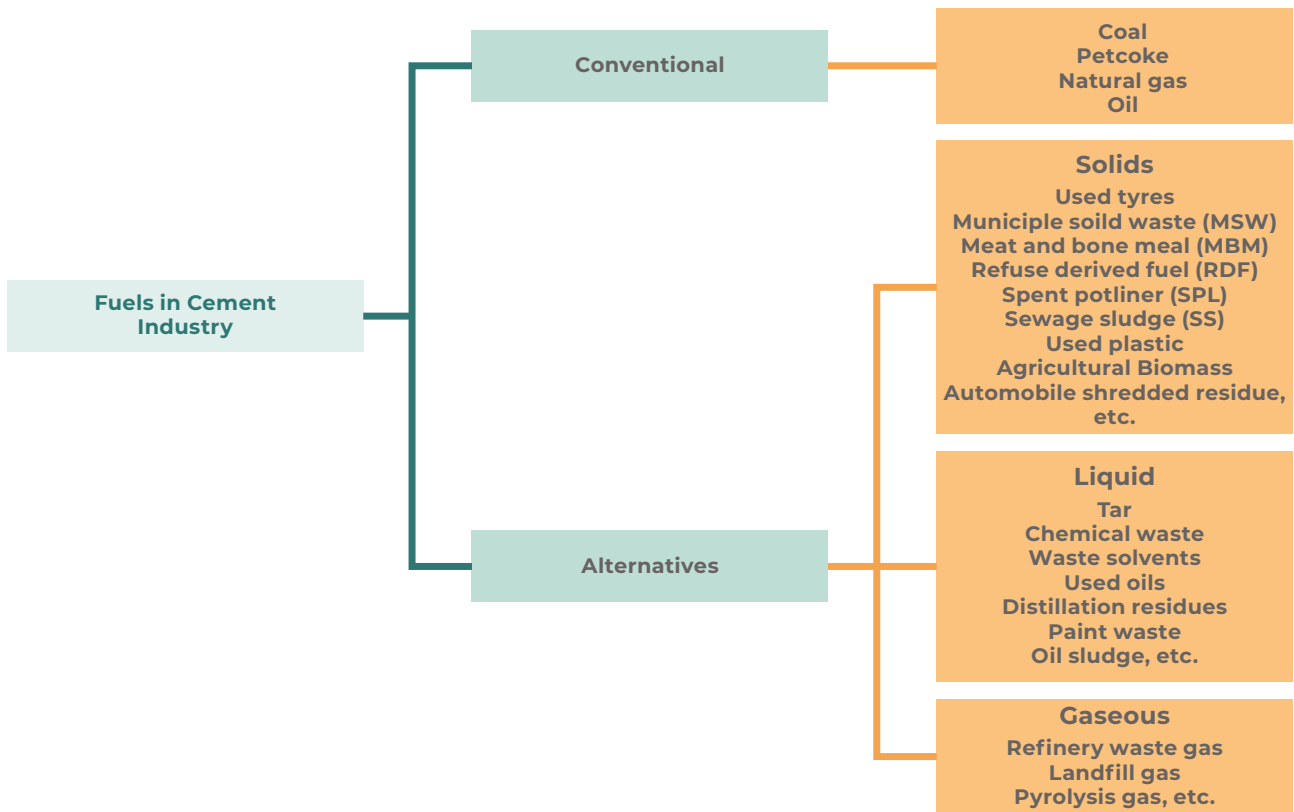 Fuels in Cement
Industry
Conventional
Coal
Petcoke
Natural gas
Oil
Alternatives
Solids
Used tyres
Municiple soild waste (MSW)
Meat and bone meal (MBM)
Refuse derived fuel (RDF)
Spent potliner (SPL)
Sewage sludge (SS)
Used plastic
Agricultural Biomass
Automobile shredded residue,
etc.
Liquid
Tar
Chemical waste
Waste solvents
Used oils
Distillation residues
Paint waste
Oil sludge, etc.
Gaseous
Refinery waste gas
Landfill gas
Pyrolysis gas, etc.